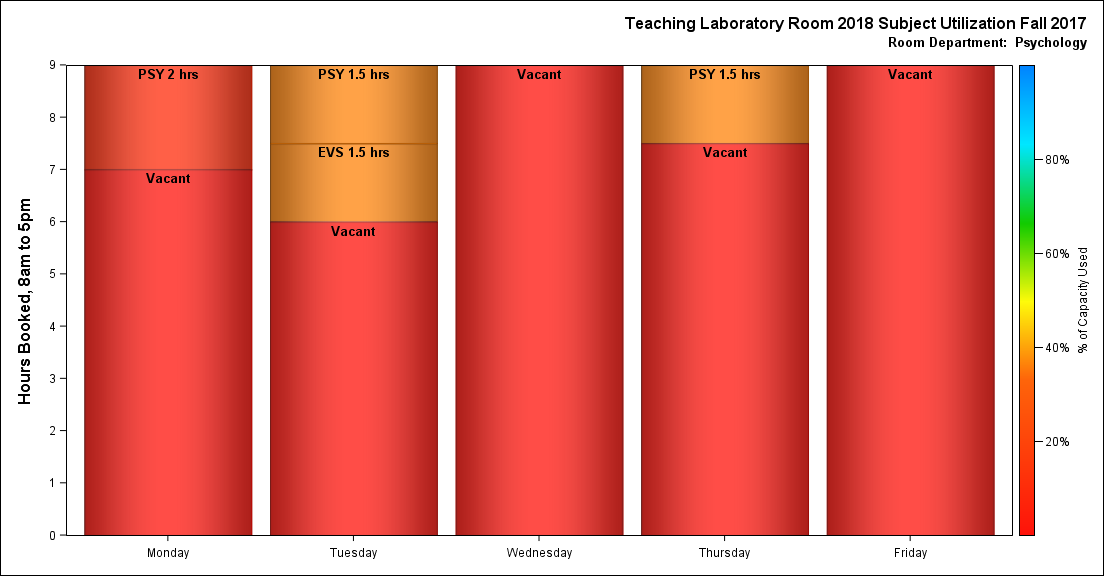 Teaching Laboratory Room 2018 Subject Utilization Fall 2017
Room Department:  Psychology
Hours Booked, 8am to 5pm
9
8
7
6
5
4
3
2
1
0
PSY 2 hrs
Vacant
PSY 1.5 hrs
EVS 1.5 hrs
Vacant
Vacant
PSY 1.5 hrs
Vacant
Vacant
Monday
Tuesday
Wednesday
Thursday
Friday
80%
60%
40%
20%
% of Capacity Used